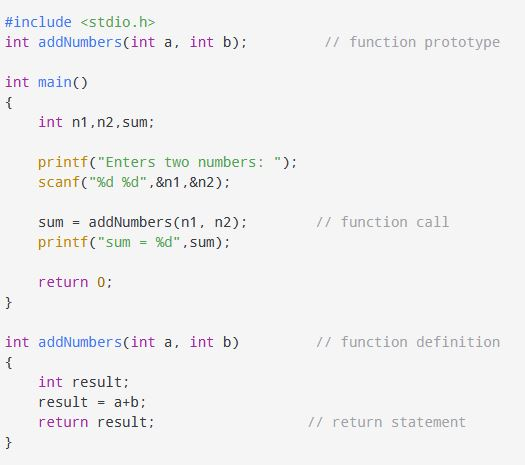 #include <stdio.h>
int addNumbers(int a, int b);         // function prototype
int main()
{
    int n1,n2,sum;
    printf("Enters two numbers: ");
    scanf("%d %d",&n1,&n2);
    sum = addNumbers(n1, n2);        // function call
    printf("sum = %d",sum);
    return 0;
}
int addNumbers(int a, int b)         // function definition
{
    int result;
    result = a+b;
    return result;                  // return statement
}